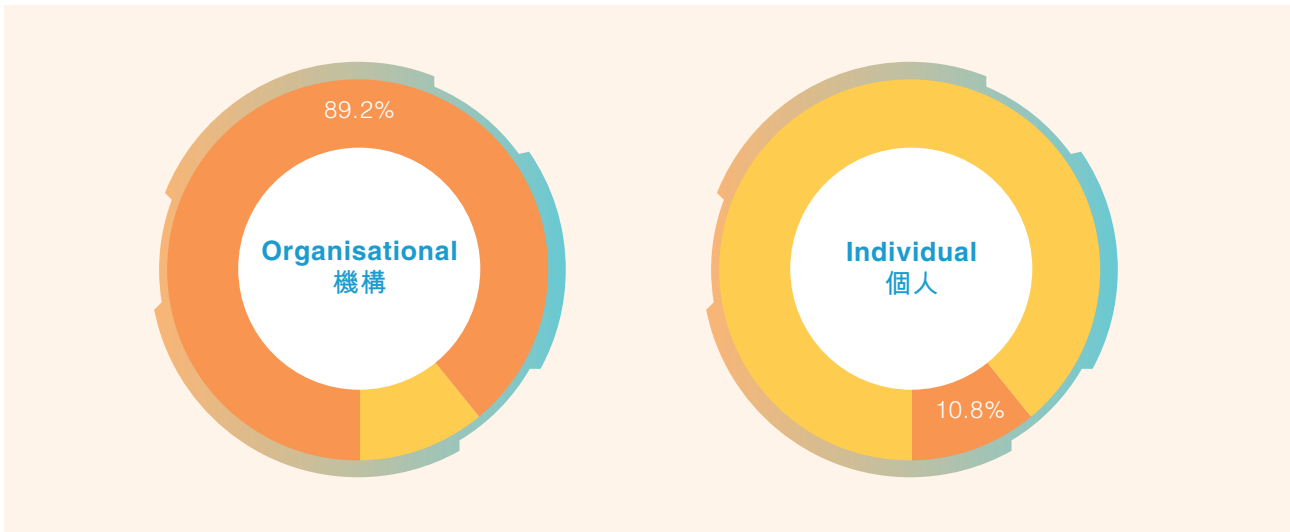 89.2%
Organisational
機構
Individual
個人
10.8%